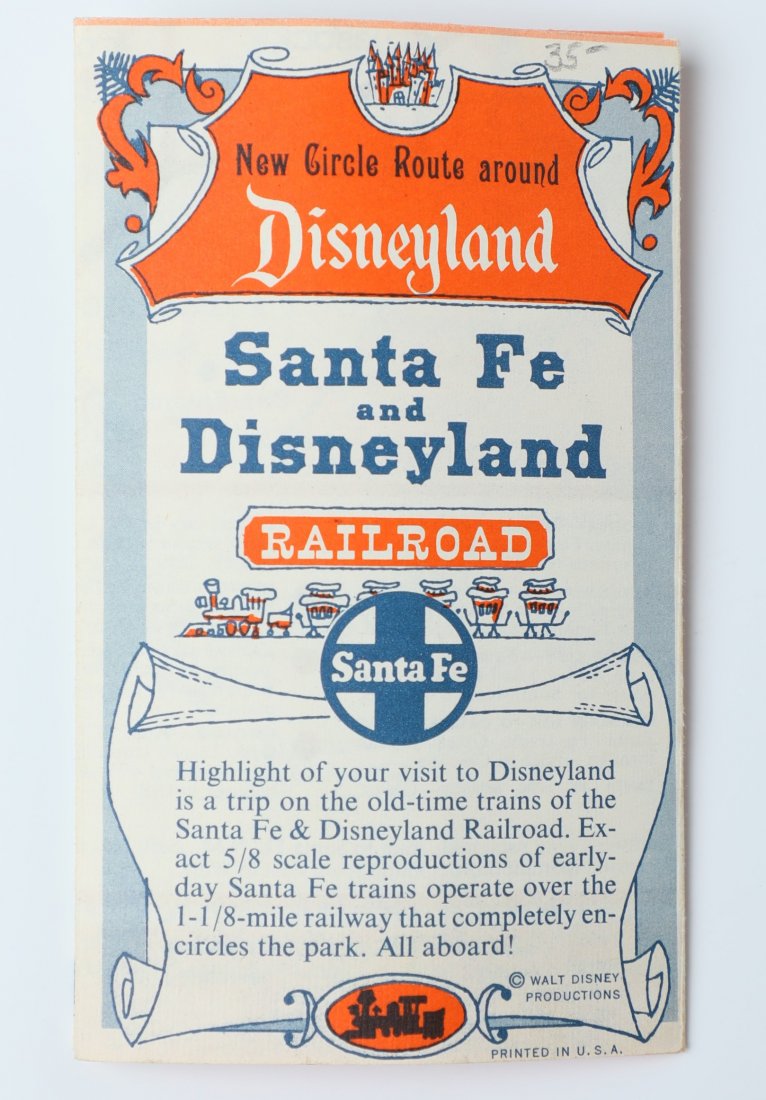 35-
New Circle Route around
Disneyland
Santa Fe
and
Disneyland
RAILROAD
Santa Fe
Highlight of your visit to Disneyland
is a trip on the old-time trains of the
Santa Fe & Disneyland Railroad. Ex-
act 5/8 scale reproductions of early-
day Santa Fe trains operate over the
1-1/8-mile railway that completely en-
circles the park. All aboard!
© WALT DISNEY
PRODUCTIONS
PRINTED IN U. S. A.